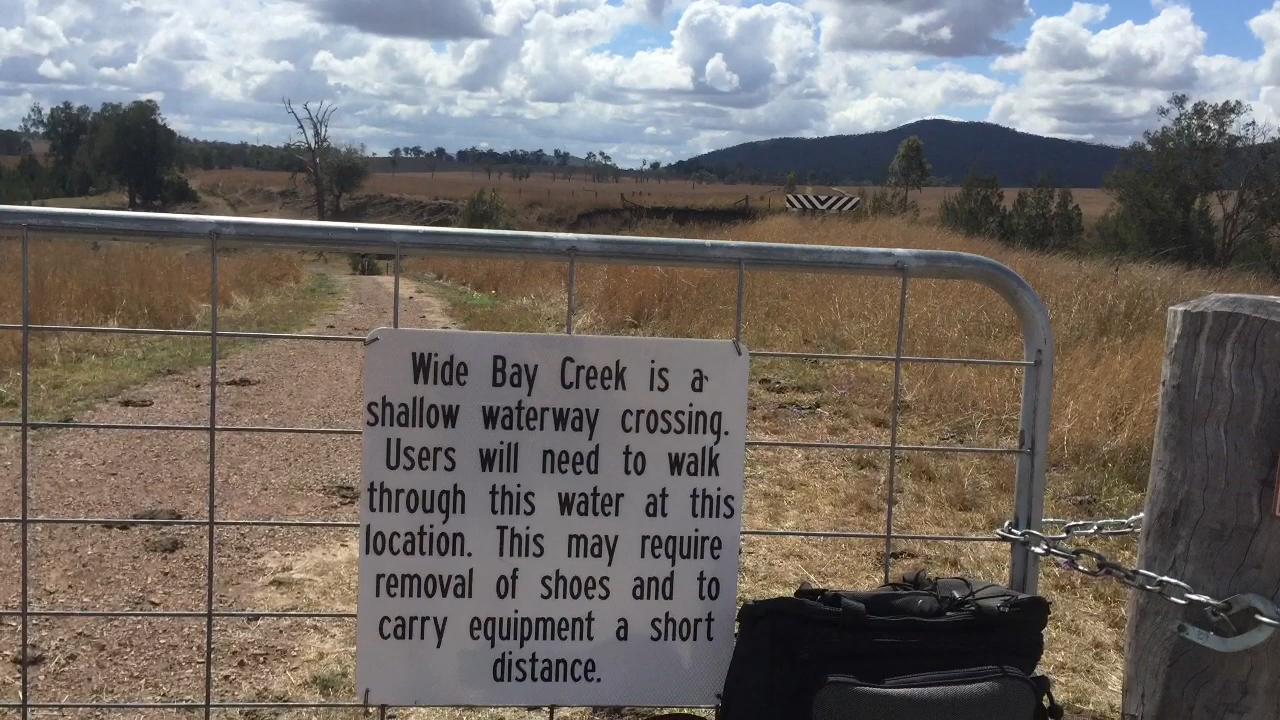 Wide Bay Creek is a
shallow waterway crossing.
Users will need to walk
through this water at this
location. This may require
removal of shoes and to
carry equipment a short
distance.